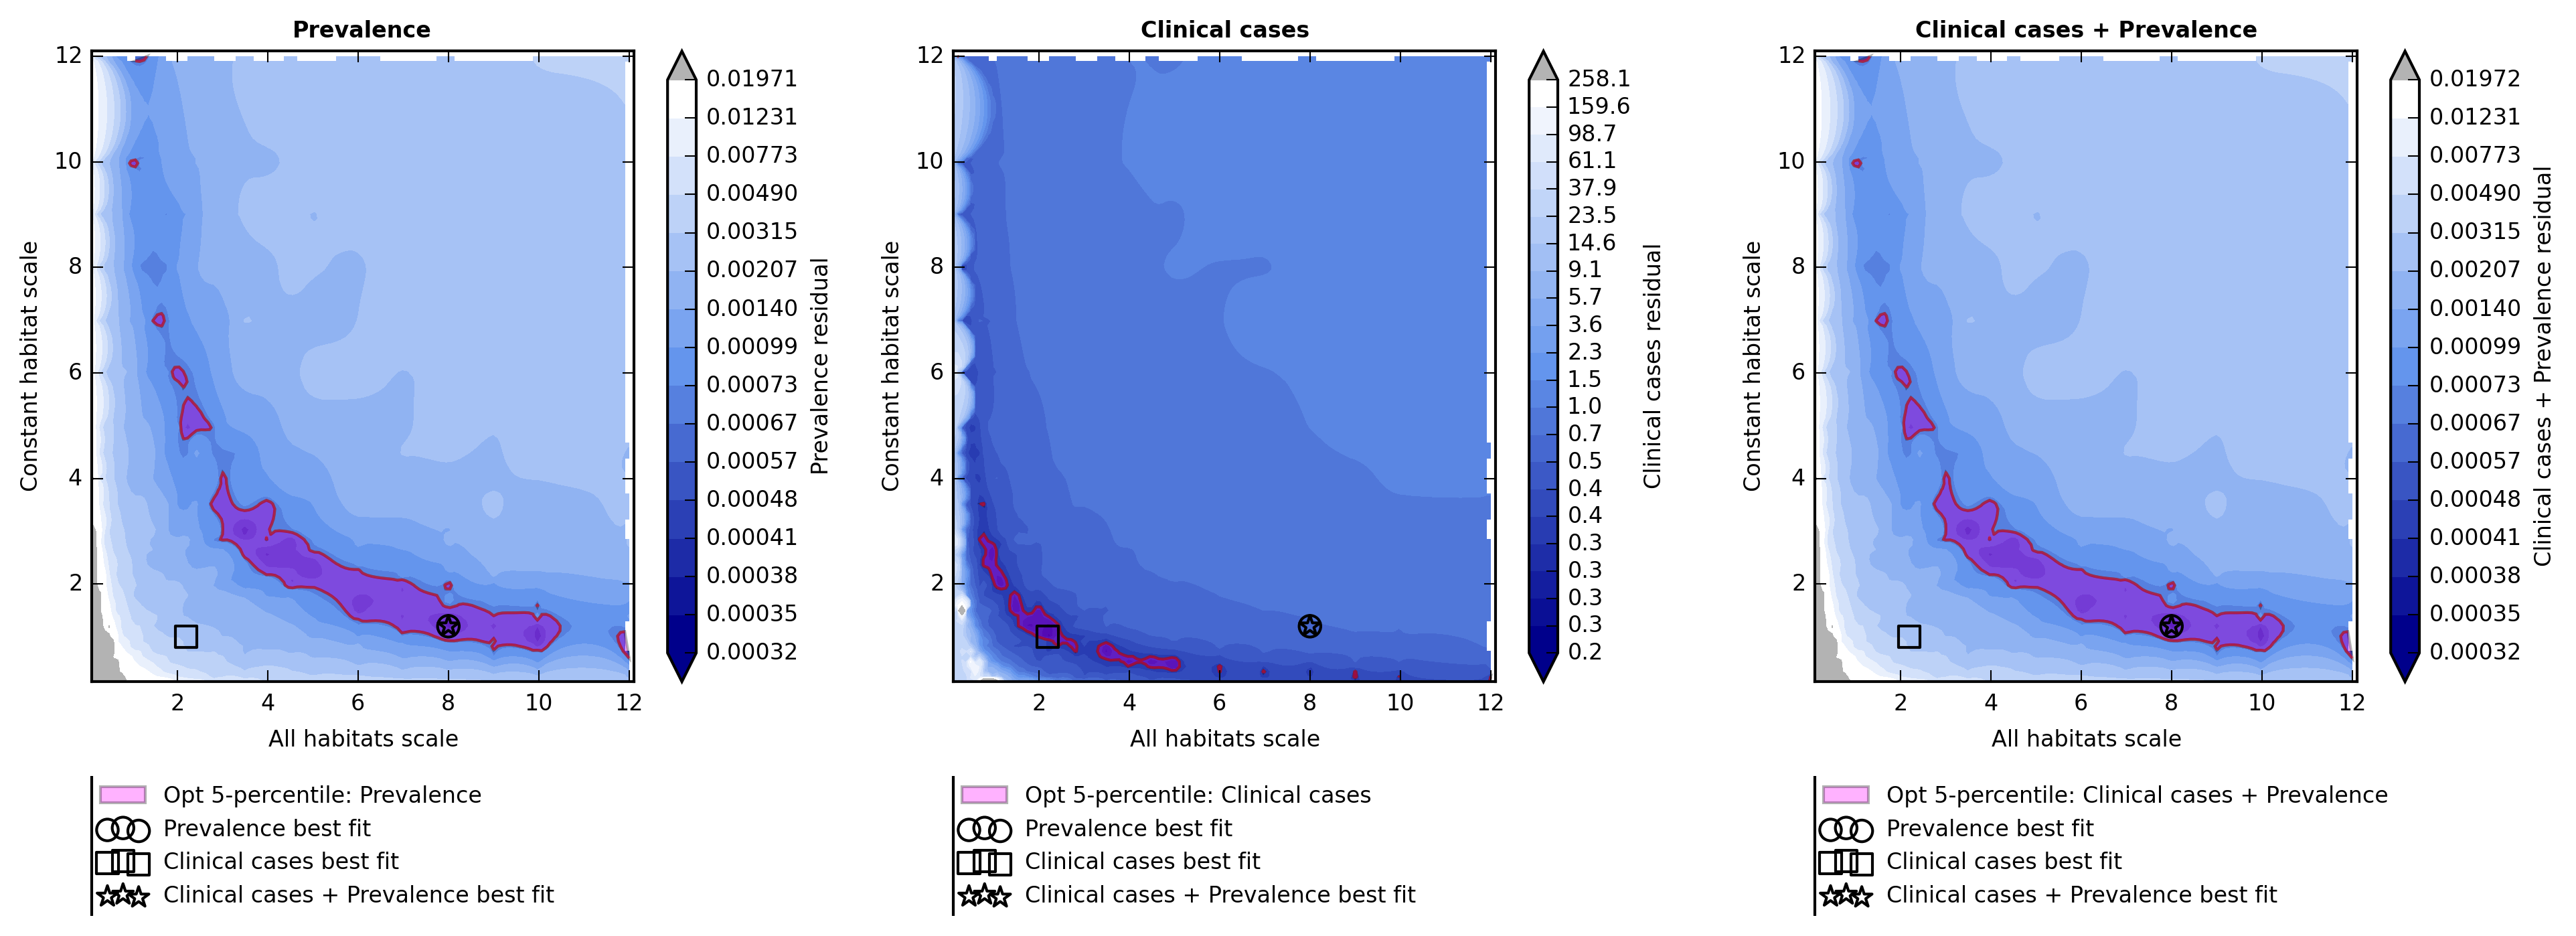 Prevalence
12
10
8
6
4
2
Constant habitat scale
2 4 6 8 10 12
All habitats scale
0.01971
0.01231
0.00773
0.00490
0.00315
0.00207
0.00140
0.00099
0.00073
0.00067
0.00057
0.00048
0.00041
0.00038
0.00035
0.00032
Prevalence residual
Opt 5-percentile: Prevalence
Prevalence best fit
Clinical cases best fit
Clinical cases + Prevalence best fit
Clinical cases
12
10
8
6
4
2
Constant habitat scale
2 4 6 8 10 12
All habitats scale
258.1
159.6
98.7
61.1
37.9
23.5
14.6
9.1
5.7
3.6
2.3
1.5
1.0
0.7
0.5
0.4
0.4
0.3
0.3
0.3
0.3
0.2
Clinical cases residual
Opt 5-percentile: Clinical cases
Prevalence best fit
Clinical cases best fit
Clinical cases + Prevalence best fit
Clinical cases + Prevalence
12
10
8
6
4
2
Constant habitat scale
2 4 6 8 10 12
All habitats scale
0.01972
0.01231
0.00773
0.00490
0.00315
0.00207
0.00140
0.00099
0.00073
0.00067
0.00057
0.00048
0.00041
0.00038
0.00035
0.00032
Clinical cases + Prevalence residual
Opt 5-percentile: Clinical cases + Prevalence
Prevalence best fit
Clinical cases best fit
Clinical cases + Prevalence best fit